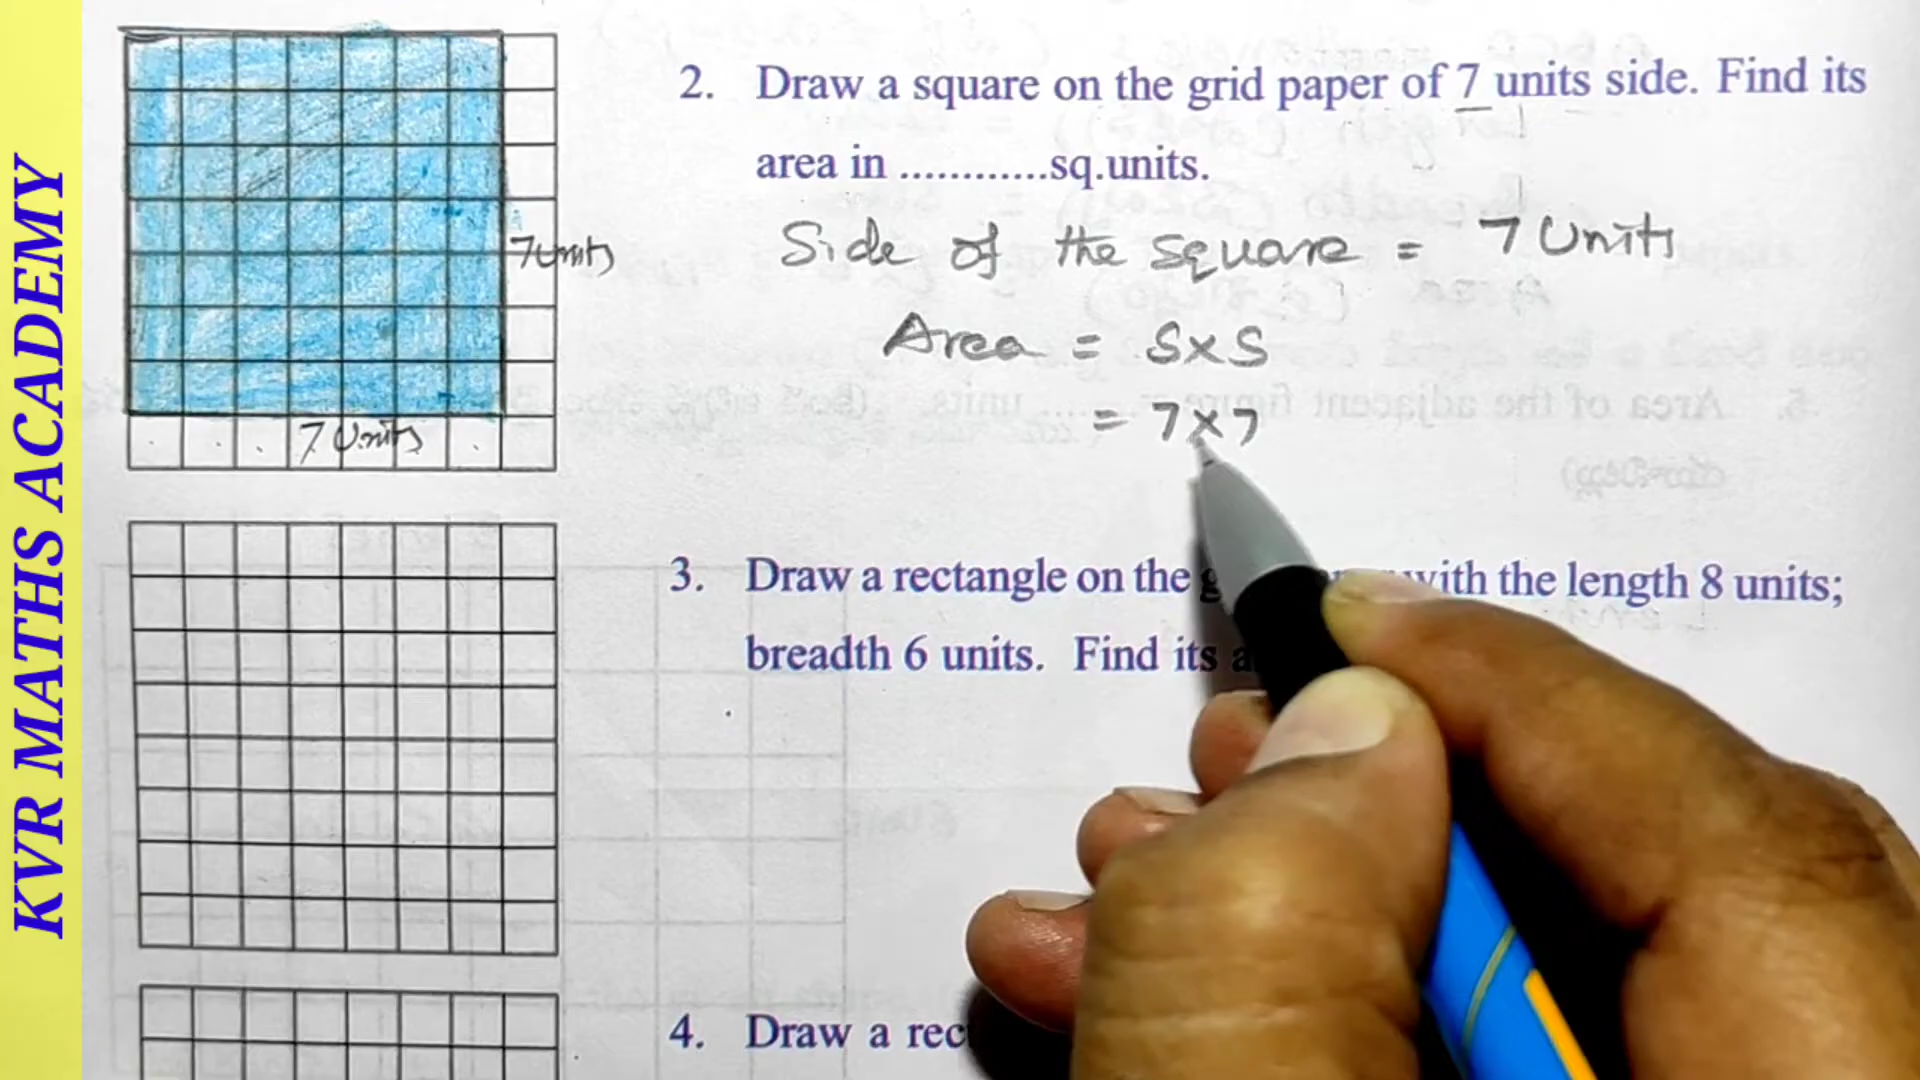 KVR MATHS ACADEMY
2. Draw a square on the grid paper of 7 units side. Find its
area in ............sq.units.
Side of the square = 7 Units
7 Units
Area = S×S
= 7×7
7 Units
3. Draw a rectangle on the with the length 8 units;
breadth 6 units. Find its
4. Draw a